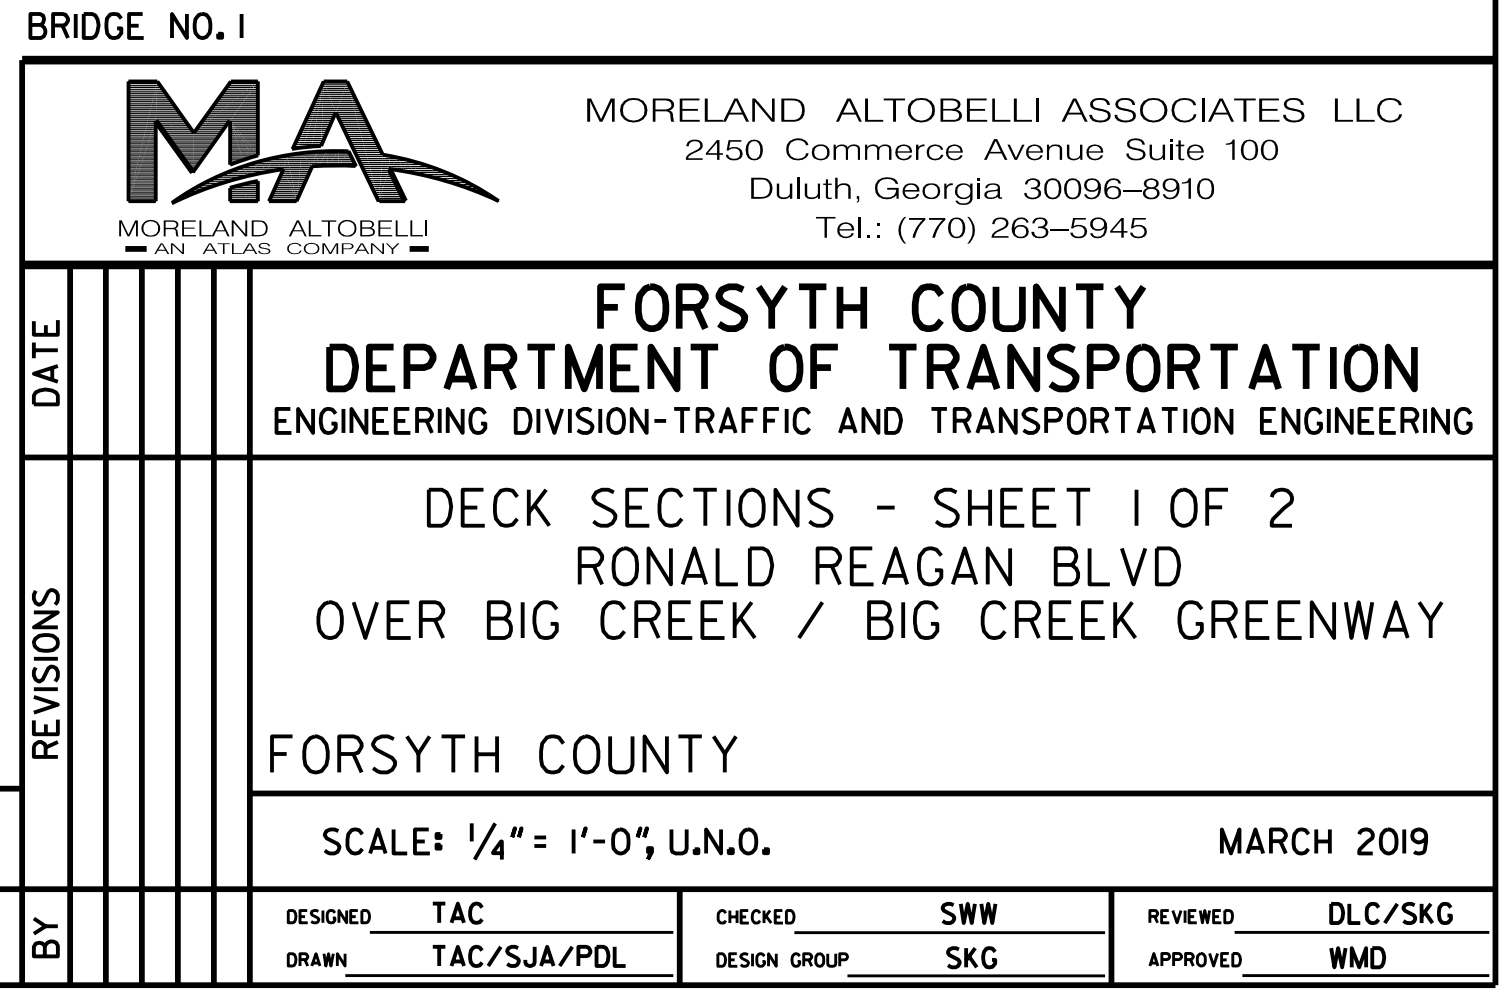 BRIDGE NO. 1
MA
MORELAND ALTOBELLI
AN ATLAS COMPANY
MORELAND ALTOBELLI ASSOCIATES LLC
2450 Commerce Avenue Suite 100
Duluth, Georgia 30096–8910
Tel.: (770) 263–5945
DATE
REVISIONS
BY
FORSYTH COUNTY
DEPARTMENT OF TRANSPORTATION
ENGINEERING DIVISION-TRAFFIC AND TRANSPORTATION ENGINEERING
DECK SECTIONS - SHEET 1 OF 2
RONALD REAGAN BLVD
OVER BIG CREEK / BIG CREEK GREENWAY
FORSYTH COUNTY
SCALE: 1/4" = 1'-0", U.N.O. MARCH 2019
DESIGNED TAC CHECKED SWW REVIEWED DLC/SKG
DRAWN TAC/SJA/PDL DESIGN GROUP SKG APPROVED WMD